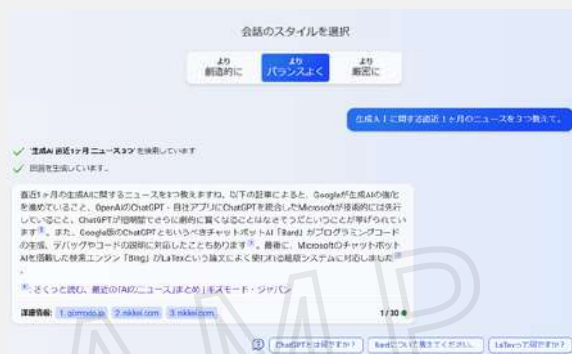 会話のスタイルを選択
より
創造的に
より
バランスよく
より
厳密に
生成AIに関する直近1ヶ月のニュースを3つ教えて。
✓ '生成AI 直近1ヶ月 ニュース 3つ' を検索しています
✓ 回答を生成しています...
直近1ヶ月の生成AIに関するニュースを3つ教えますね。以下の記事によると、Googleが生成AIの強化
を進めていること、OpenAIのChatGPT・自社アプリにChatGPTを統合したMicrosoftが技術的には先行
していること、ChatGPTが短期間でさらに劇的に賢くなることはなさそうだということが挙げられてい
ます。また、Google版のChatGPTともいうべきチャットボットAI「Bard」がプログラミングコード
の生成、デバッグやコードの説明に対応したこともあります。最後に、Microsoftのチャットボット
AIを搭載した検索エンジン「Bing」がLaTexという論文によく使われる組版システムに対応しました
。
: さくっと読む、最近の「AIのニュース」まとめ | ギズモード・ジャパン
詳細情報: 1. gizmodo.jp 2. nikkei.com 3. nikkei.com
1/30
ChatGPTとは何ですか?
Bardについて教えてください。
LaTexって何ですか?